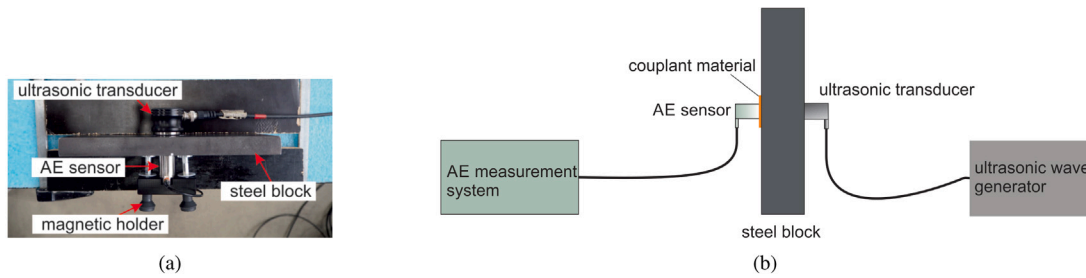 ultrasonic transducer
AE sensor
steel block
magnetic holder
(a)
couplant material
ultrasonic transducer
AE sensor
AE measurement
system
ultrasonic wave
generator
steel block
(b)